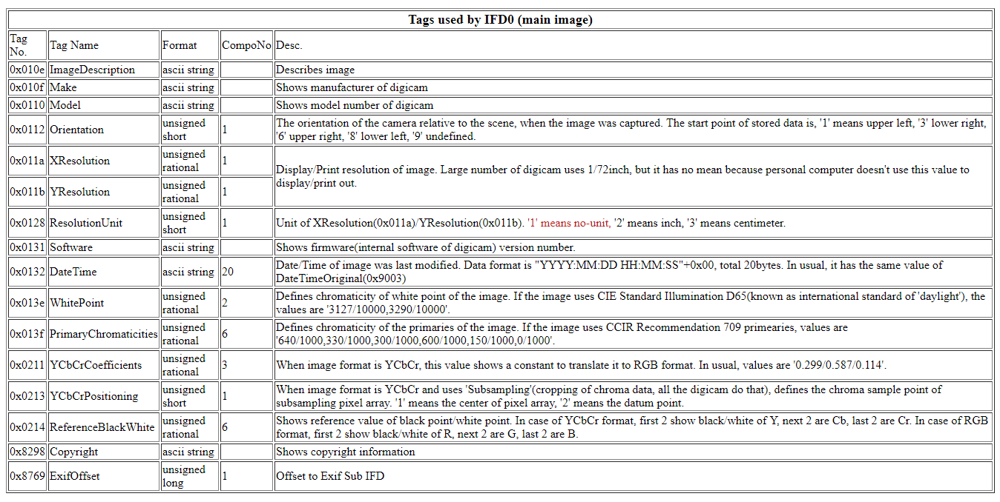 Tags used by IFD0 (main image)
Tag No. Tag Name Format CompoNo Desc.
0x010e ImageDescription ascii string Describes image
0x010f Make ascii string Shows manufacturer of digicam
0x0110 Model ascii string Shows model number of digicam
0x0112 Orientation unsigned short 1 The orientation of the camera relative to the scene, when the image was captured. The start point of stored data is, '1' means upper left, '3' lower right, '6' upper right, '8' lower left, '9' undefined.
0x011a XResolution unsigned rational 1 Display/Print resolution of image. Large number of digicam uses 1/72inch, but it has no mean because personal computer doesn't use this value to display/print out.
0x011b YResolution unsigned rational 1
0x0128 ResolutionUnit unsigned short 1 Unit of XResolution(0x011a)/YResolution(0x011b). '1' means no-unit, '2' means inch, '3' means centimeter.
0x0131 Software ascii string Shows firmware(internal software of digicam) version number.
0x0132 DateTime ascii string 20 Date/Time of image was last modified. Data format is "YYYY:MM:DD HH:MM:SS"+0x00, total 20bytes. In usual, it has the same value of DateTimeOriginal(0x9003)
0x013e WhitePoint unsigned rational 2 Defines chromaticity of white point of the image. If the image uses CIE Standard Illumination D65(known as international standard of 'daylight'), the values are '3127/10000,3290/10000'.
0x013f PrimaryChromaticities unsigned rational 6 Defines chromaticity of the primaries of the image. If the image uses CCIR Recommendation 709 primearies, values are '640/1000,330/1000,300/1000,600/1000,150/1000,0/1000'.
0x0211 YCbCrCoefficients unsigned rational 3 When image format is YCbCr, this value shows a constant to translate it to RGB format. In usual, values are '0.299/0.587/0.114'.
0x0213 YCbCrPositioning unsigned short 1 When image format is YCbCr and uses 'Subsampling'(cropping of chroma data, all the digicam do that), defines the chroma sample point of subsampling pixel array. '1' means the center of pixel array, '2' means the datum point.
0x0214 ReferenceBlackWhite unsigned rational 6 Shows reference value of black point/white point. In case of YCbCr format, first 2 show black/white of Y, next 2 are Cb, last 2 are Cr. In case of RGB format, first 2 show black/white of R, next 2 are G, last 2 are B.
0x8298 Copyright ascii string Shows copyright information
0x8769 ExifOffset unsigned long 1 Offset to Exif Sub IFD